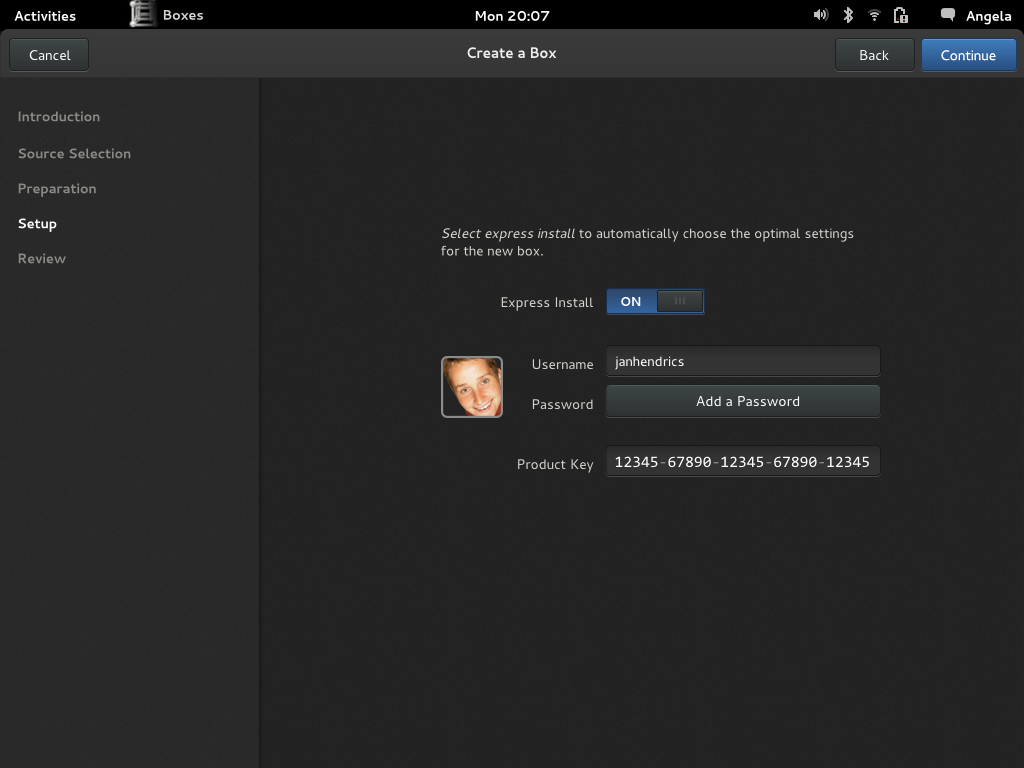 Activities
Boxes
Mon 20:07
Angela
Cancel
Create a Box
Back
Continue
Introduction
Source Selection
Preparation
Setup
Review
Select express install to automatically choose the optimal settings
for the new box.
Express Install
ON
Username
janhendrics
Password
Add a Password
Product Key
12345-67890-12345-67890-12345